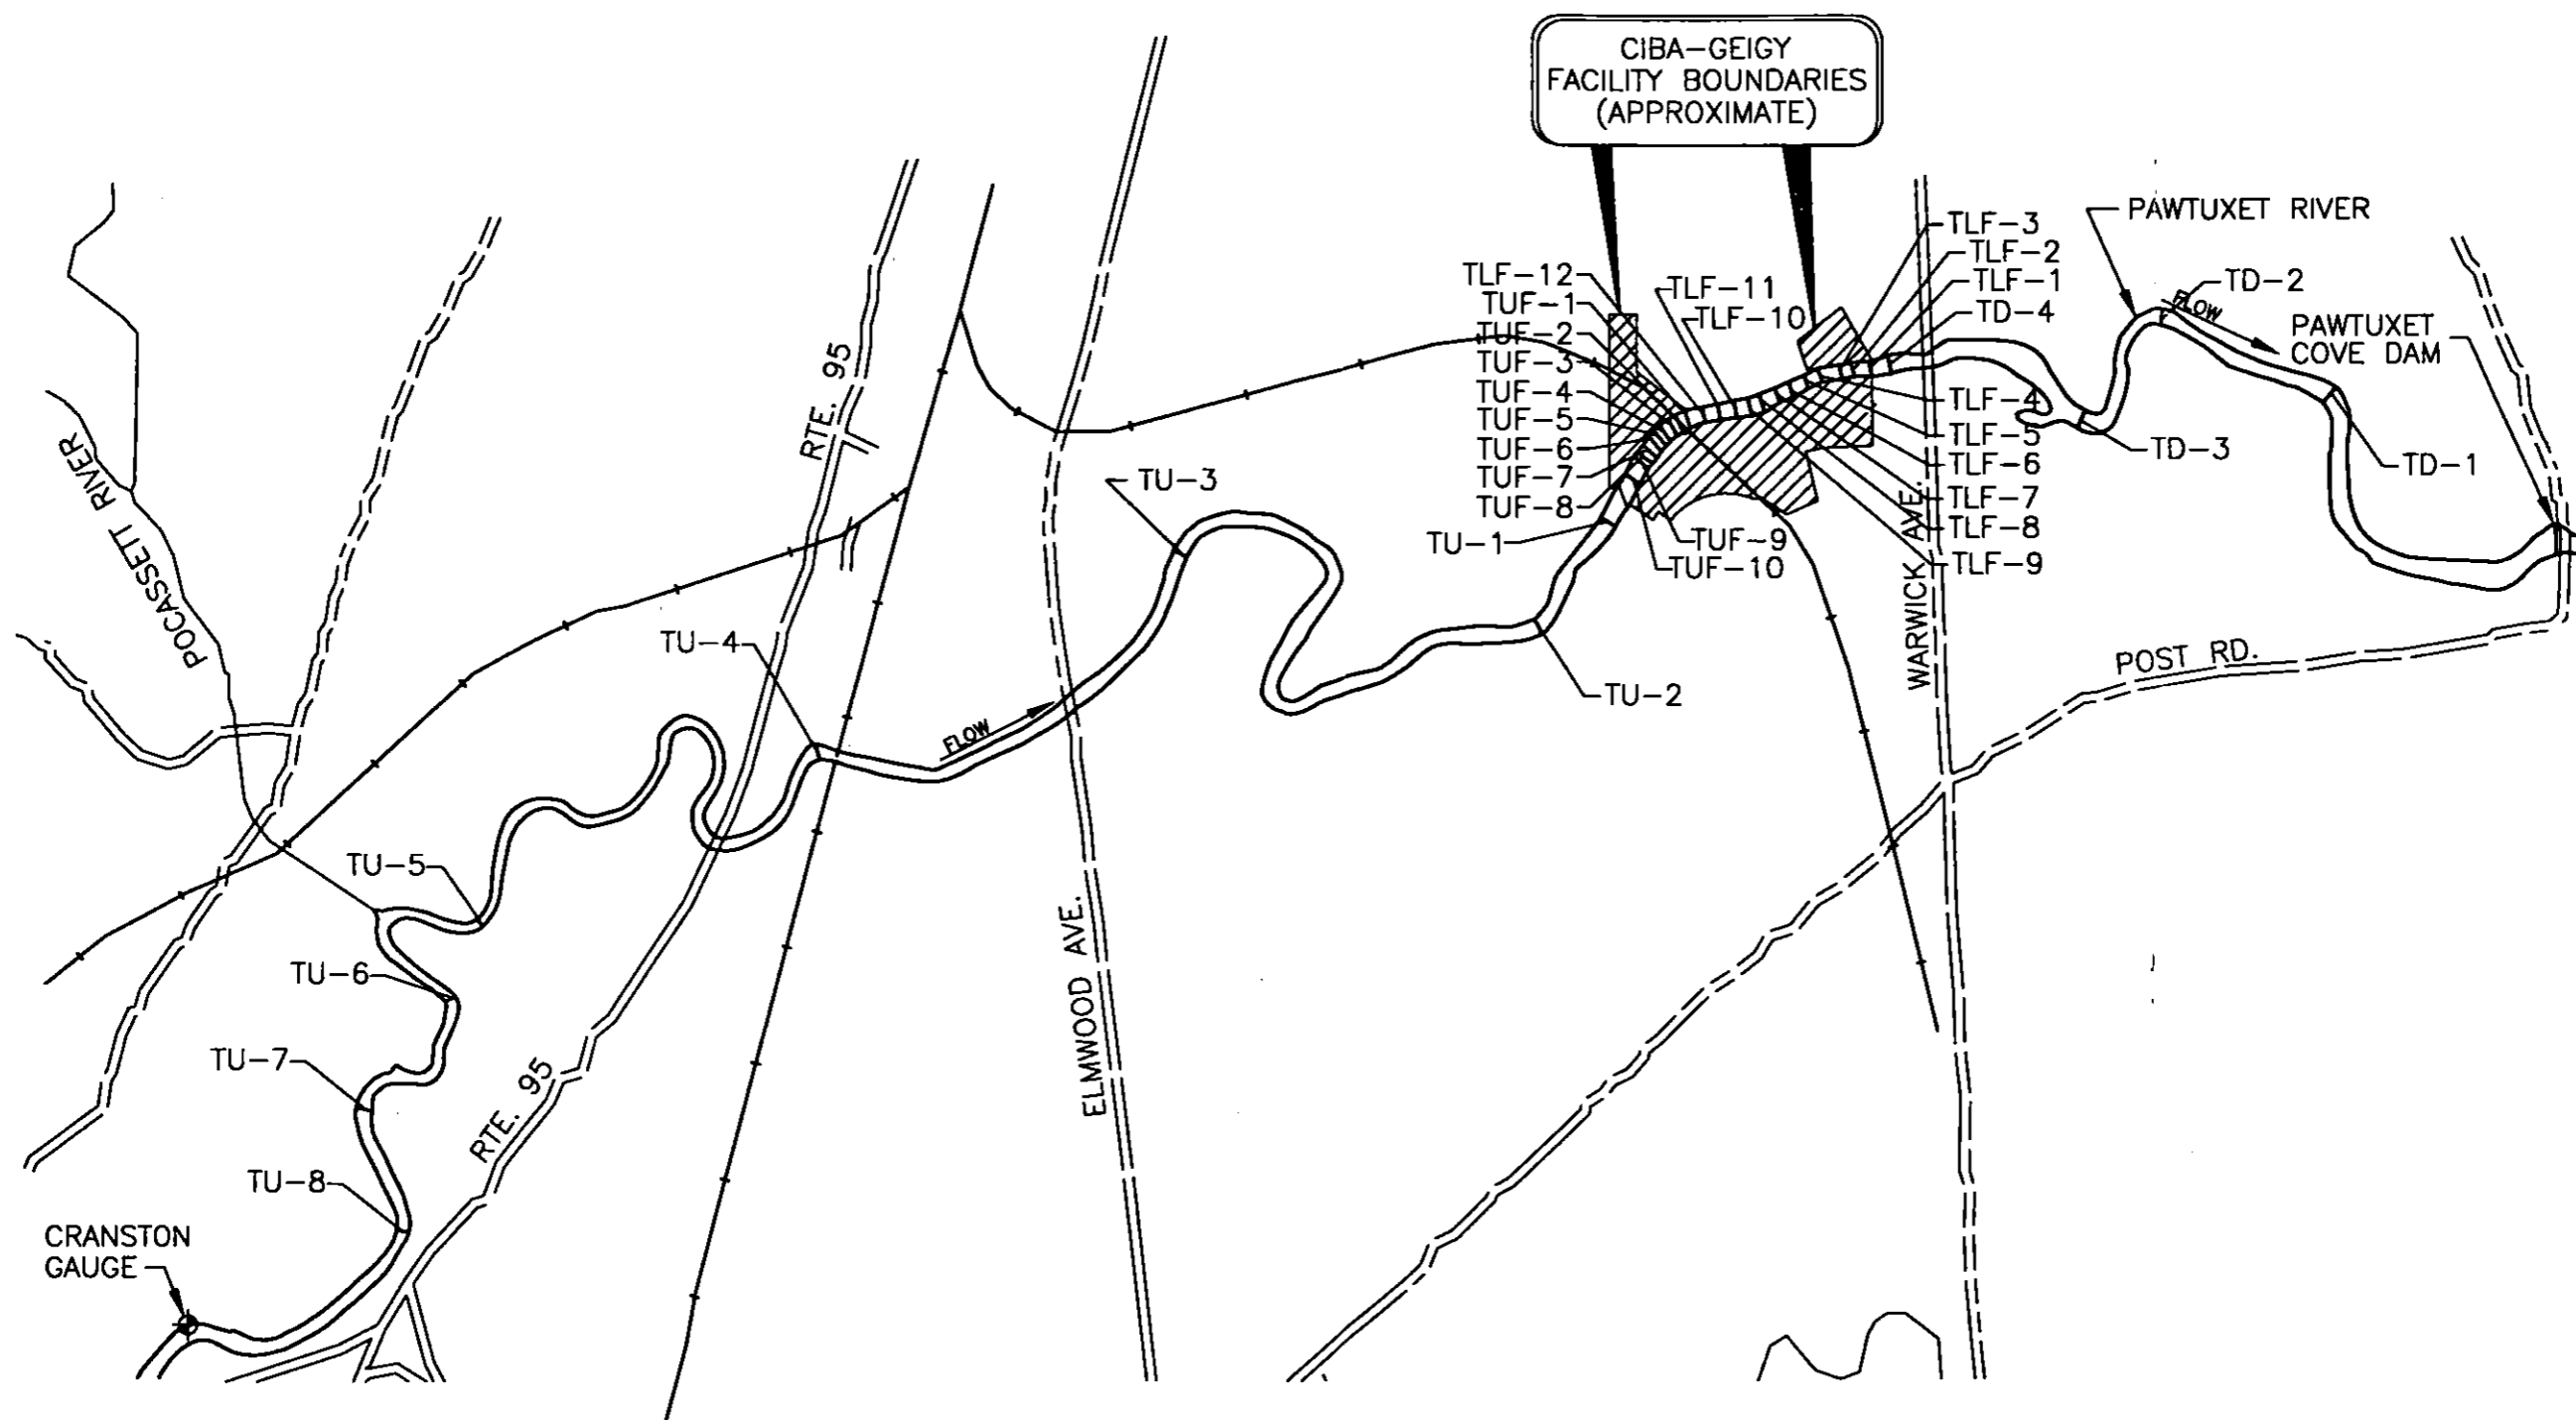 CIBA-GEIGY
FACILITY BOUNDARIES
(APPROXIMATE)
PAWTUXET RIVER
TLF-3
TLF-2
TLF-1
TD-4
TD-2
FLOW
PAWTUXET
COVE DAM
TLF-12
TUF-1
TUF-2
TUF-3
TUF-4
TUF-5
TUF-6
TUF-7
TUF-8
TLF-11
TLF-10
TLF-4
TLF-5
TLF-6
TLF-7
TLF-8
TLF-9
TD-3
TD-1
TU-1
TUF-9
TUF-10
TU-3
RTE. 95
POCASSETT RIVER
TU-4
FLOW
TU-2
WARWICK AVE.
POST RD.
TU-5
TU-6
TU-7
TU-8
RTE. 95
ELMWOOD AVE.
CRANSTON
GAUGE